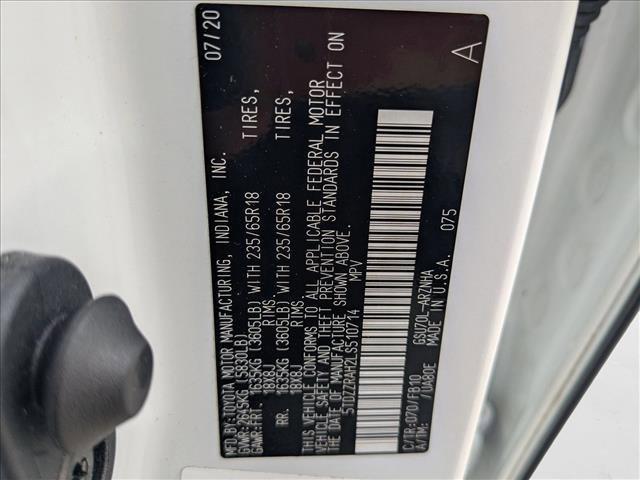 MFD.BY:TOYOTA MOTOR MANUFACTURING, INDIANA, INC. 07/20
GVWR:2645KG (5830LB)
GAWR:FRT. 1635KG (3605LB) WITH 235/65R18 TIRES,
18X8J RIMS
RR. 1635KG (3605LB) WITH 235/65R18 TIRES,
18X8J RIMS
THIS VEHICLE CONFORMS TO ALL APPLICABLE FEDERAL MOTOR
VEHICLE SAFETY AND THEFT PREVENTION STANDARDS IN EFFECT ON
THE DATE OF MANUFACTURE SHOWN ABOVE.
5TDZZRAH2LS510714 MPV
A
C/TR:070/FB10 GSU70L-ARZNHA 075
A/TM: /UA80E MADE IN U.S.A.